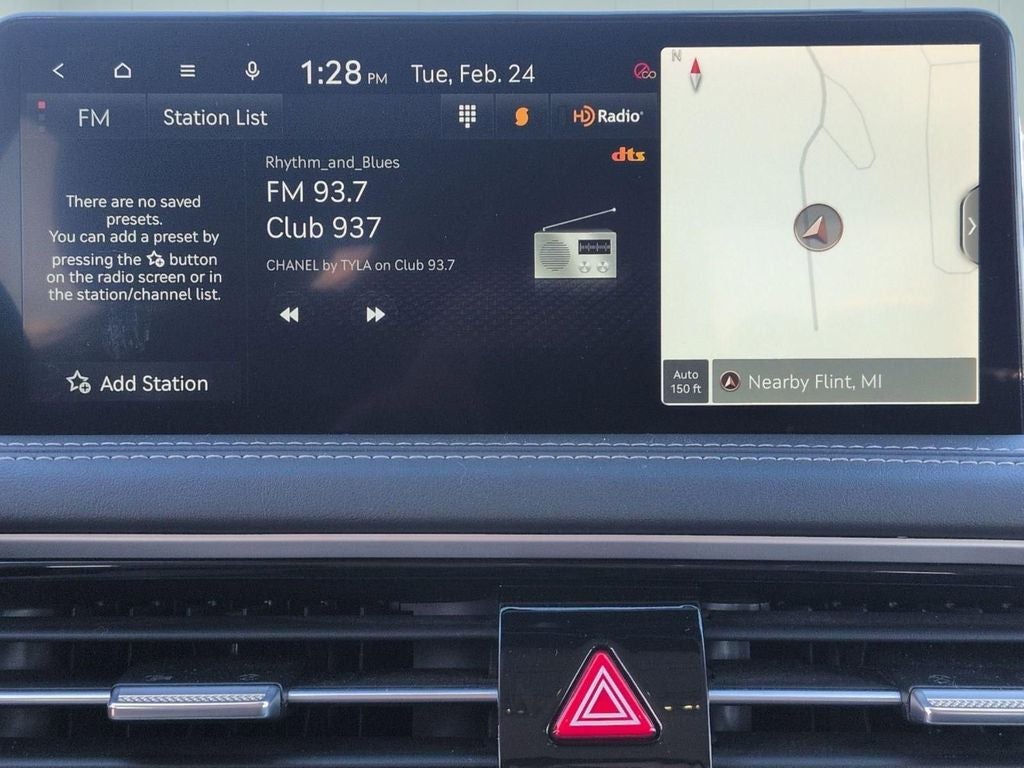 1:28 PM Tue, Feb. 24
FM Station List HD Radio
dts
There are no saved
presets.
You can add a preset by
pressing the button
on the radio screen or in
the station/channel list.
Add Station
Rhythm_and_Blues
FM 93.7
Club 937
CHANEL by TYLA on Club 93.7
N
Auto
150 ft
Nearby Flint, MI